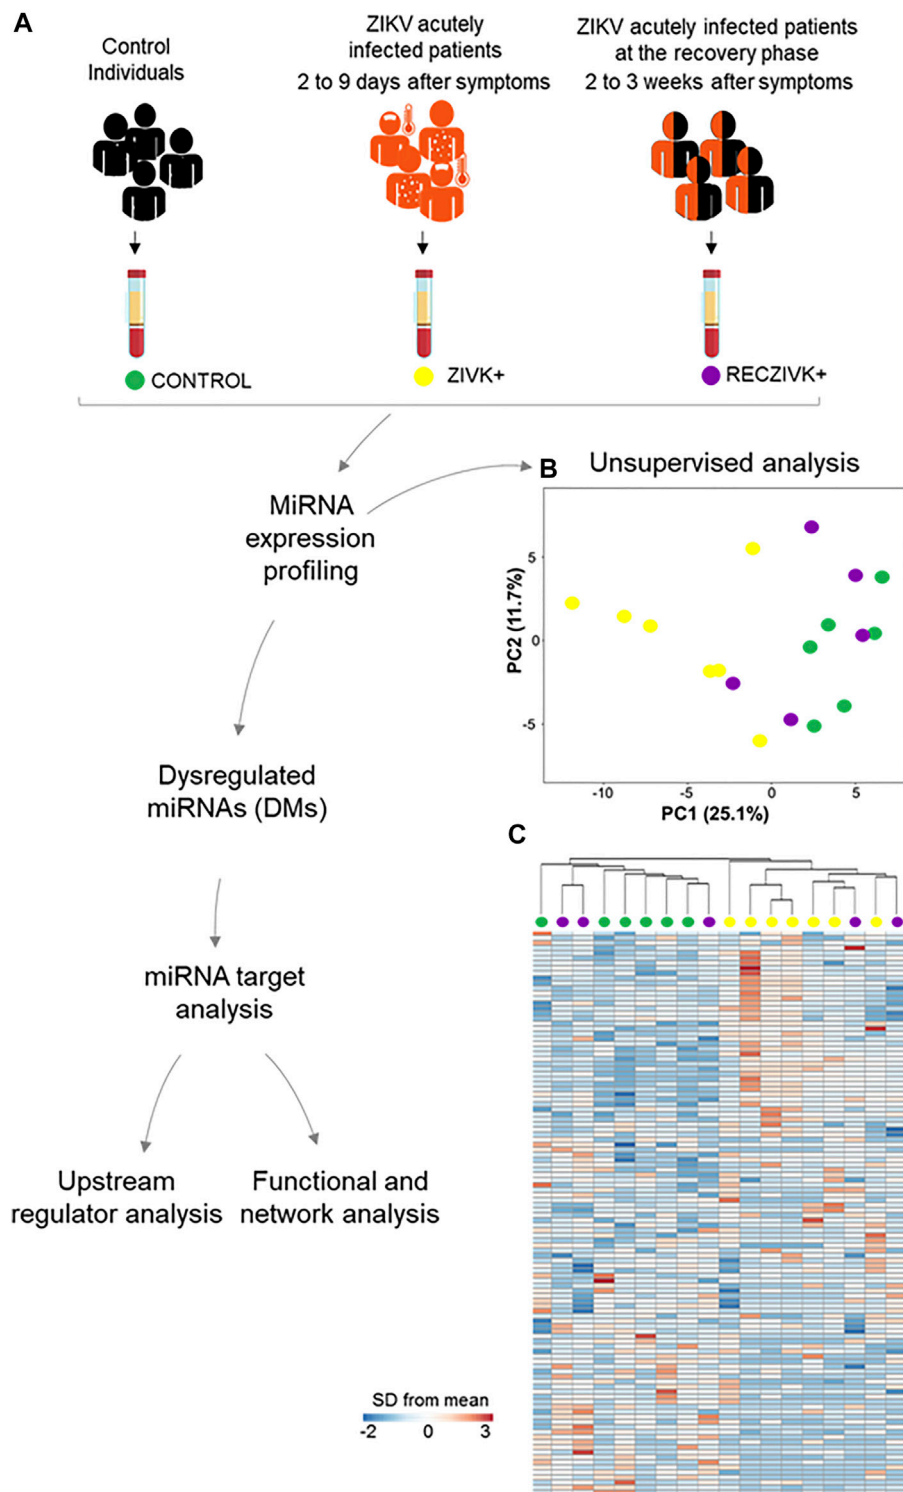 A
Control
Individuals
ZIKV acutely
infected patients
2 to 9 days after symptoms
ZIKV acutely infected patients
at the recovery phase
2 to 3 weeks after symptoms
CONTROL
ZIVK+
RECZIVK+
MiRNA
expression
profiling
Dysregulated
miRNAs (DMs)
miRNA target
analysis
Upstream
regulator analysis
Functional and
network analysis
B
Unsupervised analysis
PC2 (11.7%)
5
0
-5
-10
-5
0
5
PC1 (25.1%)
C
SD from mean
-2
0
3